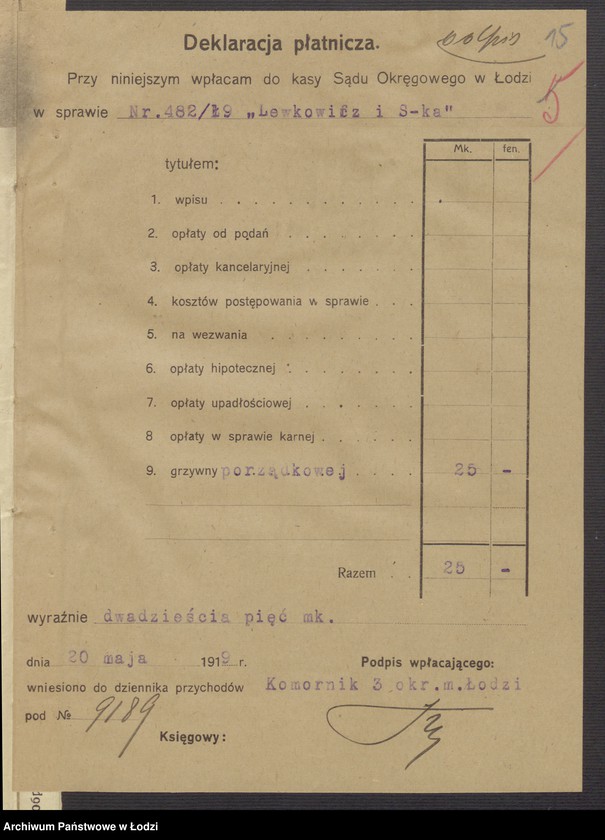 Deklaracja płatnicza.
odpis 15
Przy niniejszym wpłacam do kasy Sądu Okręgowego w Łodzi
5
w sprawie Nr.482/19 „Lewkowicz i S-ka"
Mk. fen.
tytułem:
1. wpisu . . . . . . . . . . .
2. opłaty od podań . . . . . . .
3. opłaty kancelaryjnej . . . . . .
4. kosztów postępowania w sprawie . . .
5. na wezwania . . . . . . . .
6. opłaty hipotecznej . . . . . . .
7. opłaty upadłościowej . . . . . .
8 opłaty w sprawie karnej . . . . . .
9. grzywny porządkowej . . . . 25 -
Razem . . 25 -
wyraźnie dwadzieścia pięć mk.
dnia 20 maja 1919 r. Podpis wpłacającego:
wniesiono do dziennika przychodów Komornik 3 okr.m.Łodzi
pod № 9189
Księgowy:
Archiwum Państwowe w Łodzi